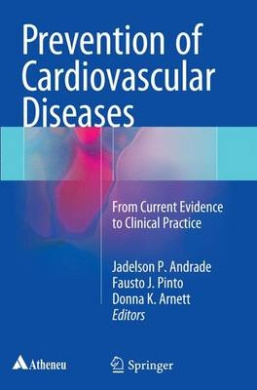 Prevention of
Cardiovascular
Diseases
From Current Evidence
to Clinical Practice
Jadelson P. Andrade
Fausto J. Pinto
Donna K. Arnett
Editors
Atheneu
Springer